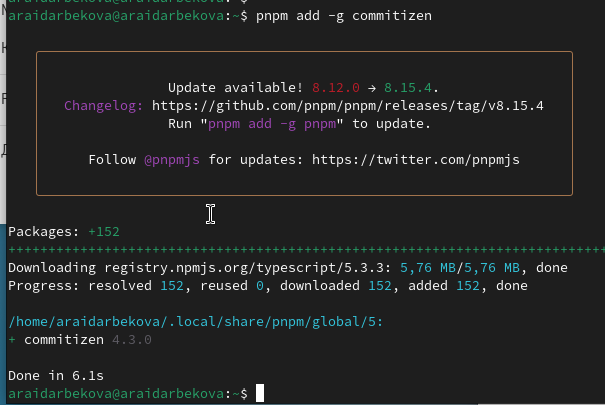 araidarbekova@araidarbekova:~$ pnpm add -g commitizen
Update available! 8.12.0 → 8.15.4.
Changelog: https://github.com/pnpm/pnpm/releases/tag/v8.15.4
Run "pnpm add -g pnpm" to update.
Follow @pnpmjs for updates: https://twitter.com/pnpmjs
Packages: +152
++++++++++++++++++++++++++++++++++++++++++++++++++++++++++++++++++++++++++
Downloading registry.npmjs.org/typescript/5.3.3: 5,76 MB/5,76 MB, done
Progress: resolved 152, reused 0, downloaded 152, added 152, done
/home/araidarbekova/.local/share/pnpm/global/5:
+ commitizen 4.3.0
Done in 6.1s
araidarbekova@araidarbekova:~$